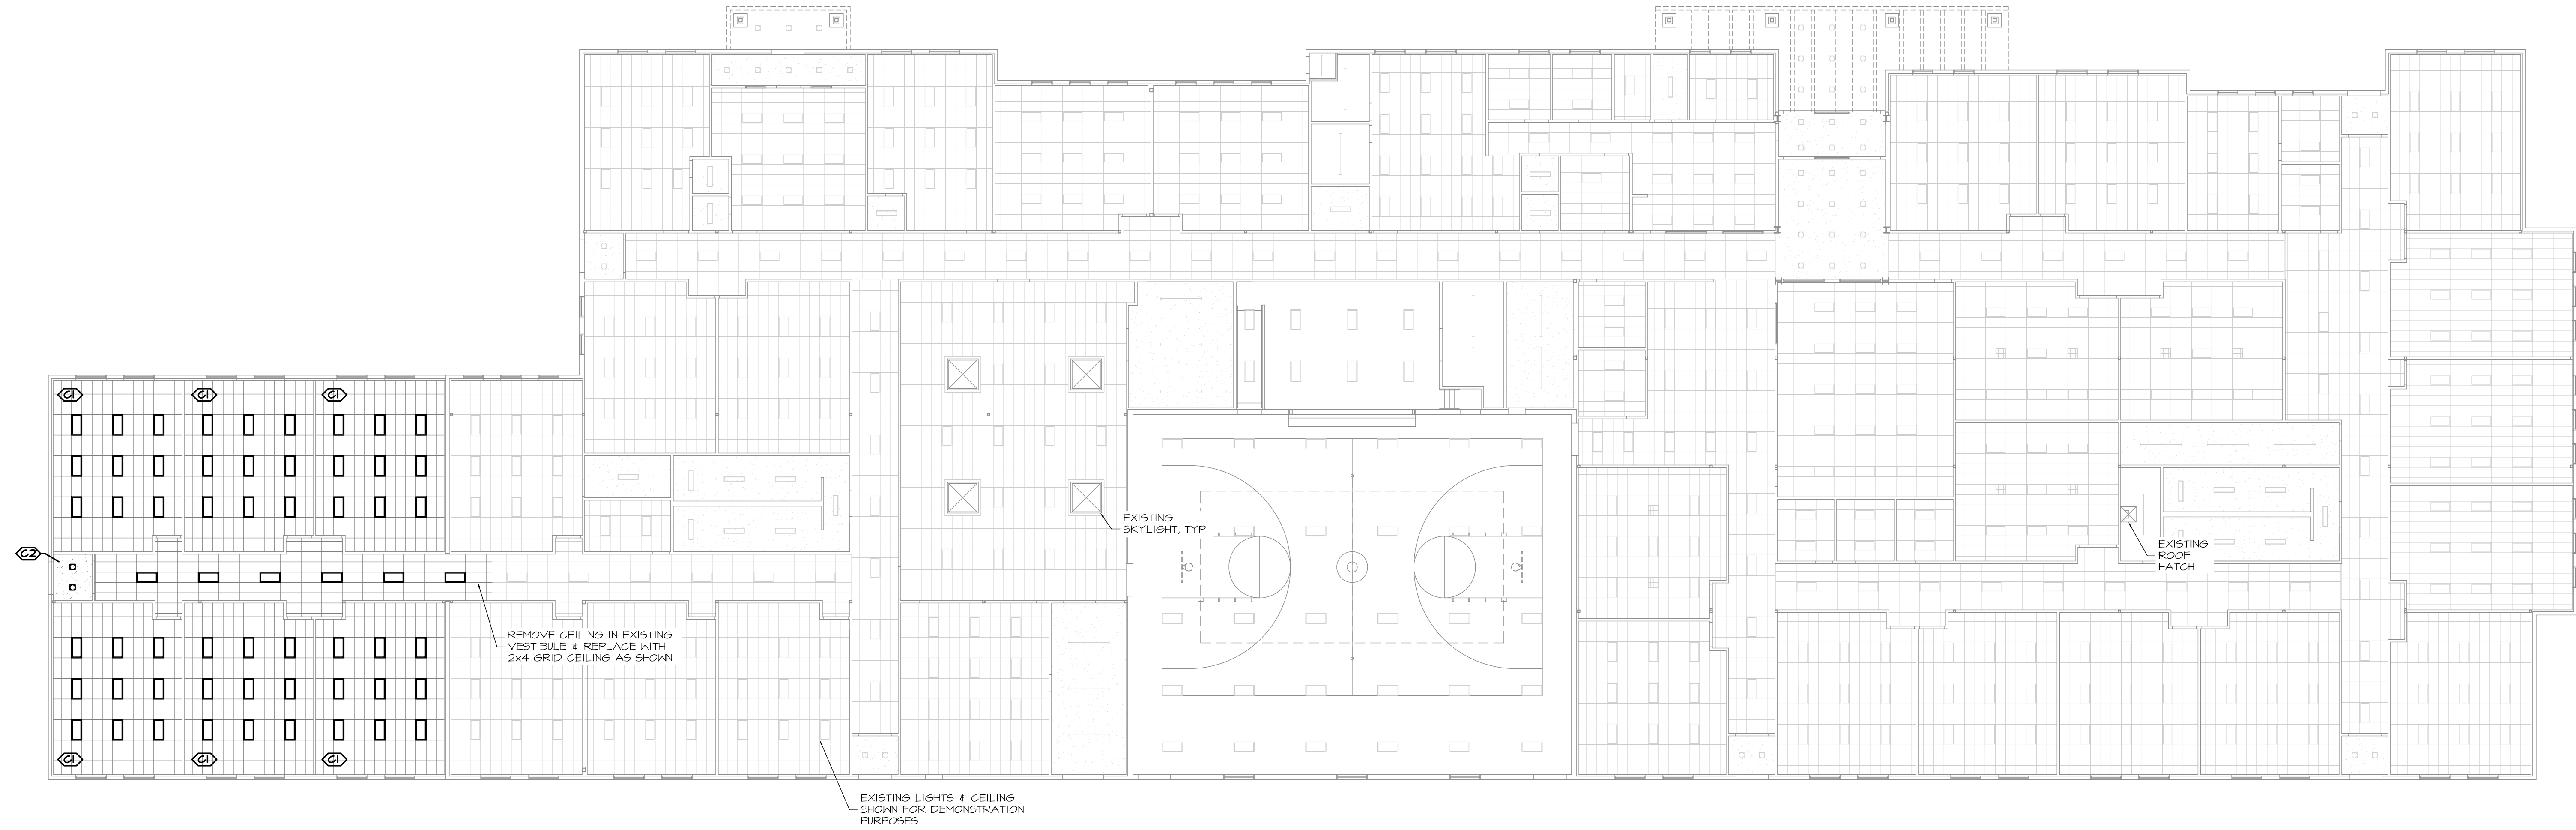 C1
C1
C1
EXISTING
SKYLIGHT, TYP
C2
EXISTING
ROOF
HATCH
REMOVE CEILING IN EXISTING
VESTIBULE & REPLACE WITH
2x4 GRID CEILING AS SHOWN
C1
C1
C1
EXISTING LIGHTS & CEILING
SHOWN FOR DEMONSTRATION
PURPOSES